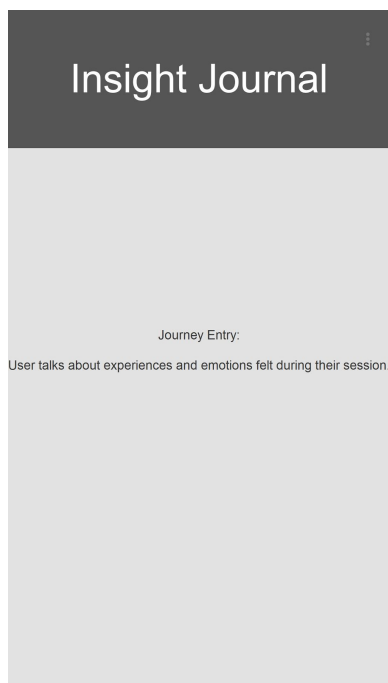 Insight Journal
Journey Entry:
User talks about experiences and emotions felt during their session.